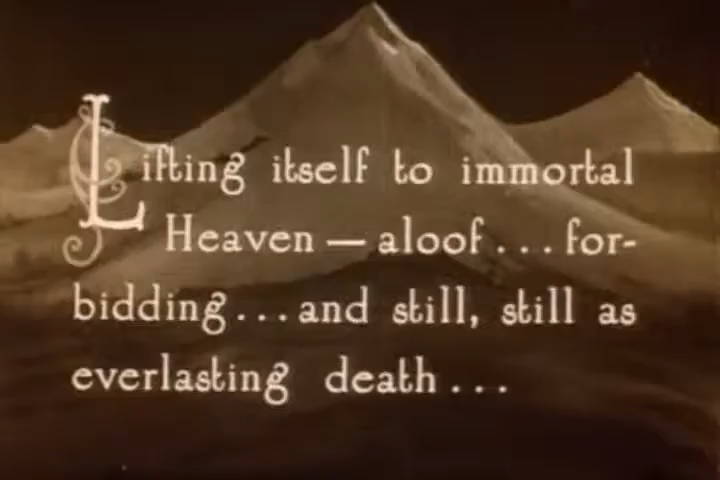 Lifting itself to immortal
Heaven — aloof... for-
bidding...and still, still as
everlasting death...